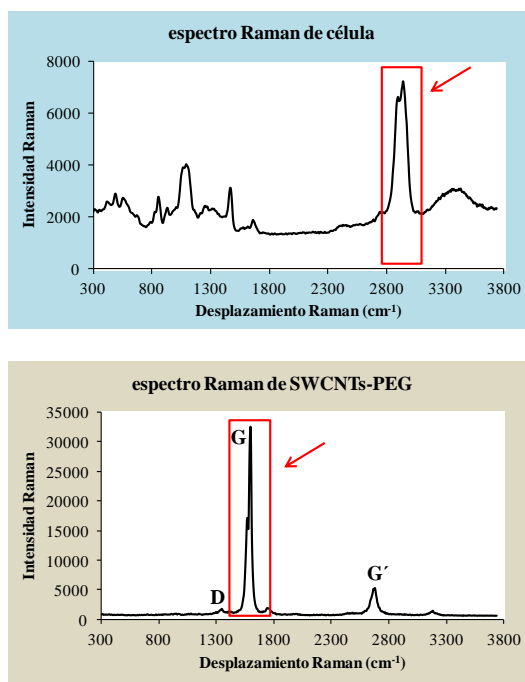 espectro Raman de célula
Intensidad Raman
8000
6000
4000
2000
0
300 800 1300 1800 2300 2800 3300 3800
Desplazamiento Raman (cm-1)
espectro Raman de SWCNTs-PEG
Intensidad Raman
35000
30000
25000
20000
15000
10000
5000
0
G
D
G´
300 800 1300 1800 2300 2800 3300 3800
Desplazamiento Raman (cm-1)